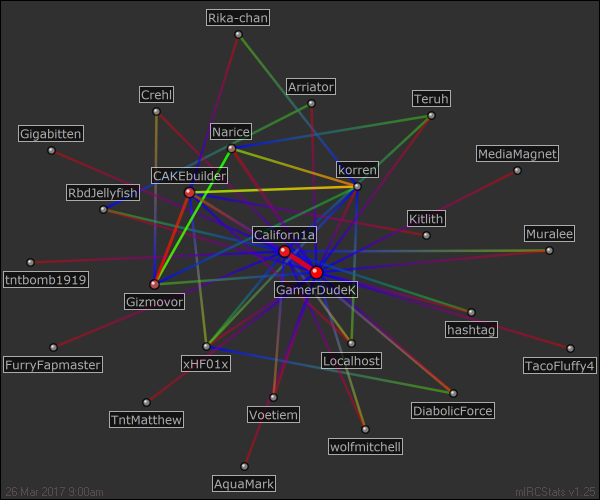 Rika-chan
Arriator
Crehl
Teruh
Narice
Gigabitten
MediaMagnet
korren
CAKEbuilder
RbdJellyfish
Kitlith
Californ1a
Muralee
tntbomb1919
GamerDudeK
Gizmovor
hashtag
FurryFapmaster
xHF01x
Localhost
TacoFluffy4
TntMatthew
Voetiem
DiabolicForce
wolfmitchell
AquaMark
26 Mar 2017 9:00am
mIRCStats v1.25